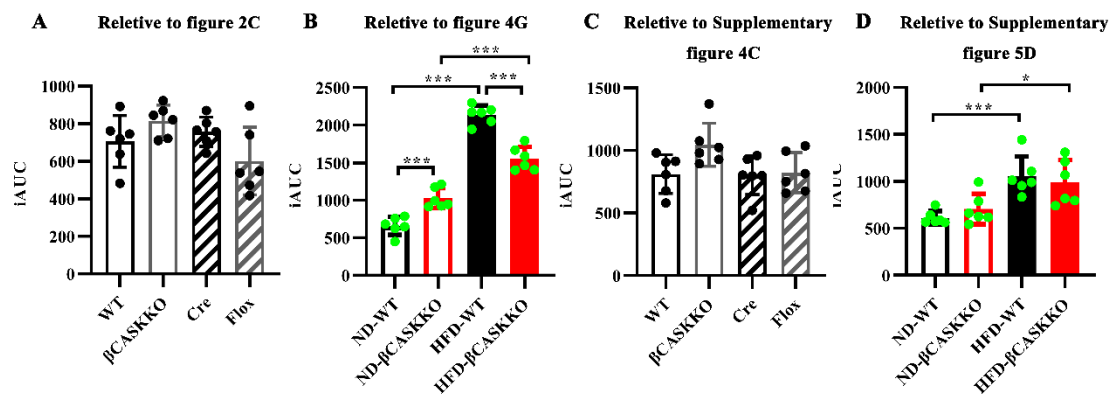 A Reletive to figure 2C
iAUC
1000
800
600
400
200
0
WT
βCASKKO
Cre
Flox
B Reletive to figure 4G
***
***
***
***
iAUC
2500
2000
1500
1000
500
0
ND-WT
ND-βCASKKO
HFD-WT
HFD-βCASKKO
C Reletive to Supplementary
figure 4C
iAUC
1500
1000
500
0
WT
βCASKKO
Cre
Flox
D Reletive to Supplementary
figure 5D
*
***
iAUC
2000
1500
1000
500
0
ND-WT
ND-βCASKKO
HFD-WT
HFD-βCASKKO